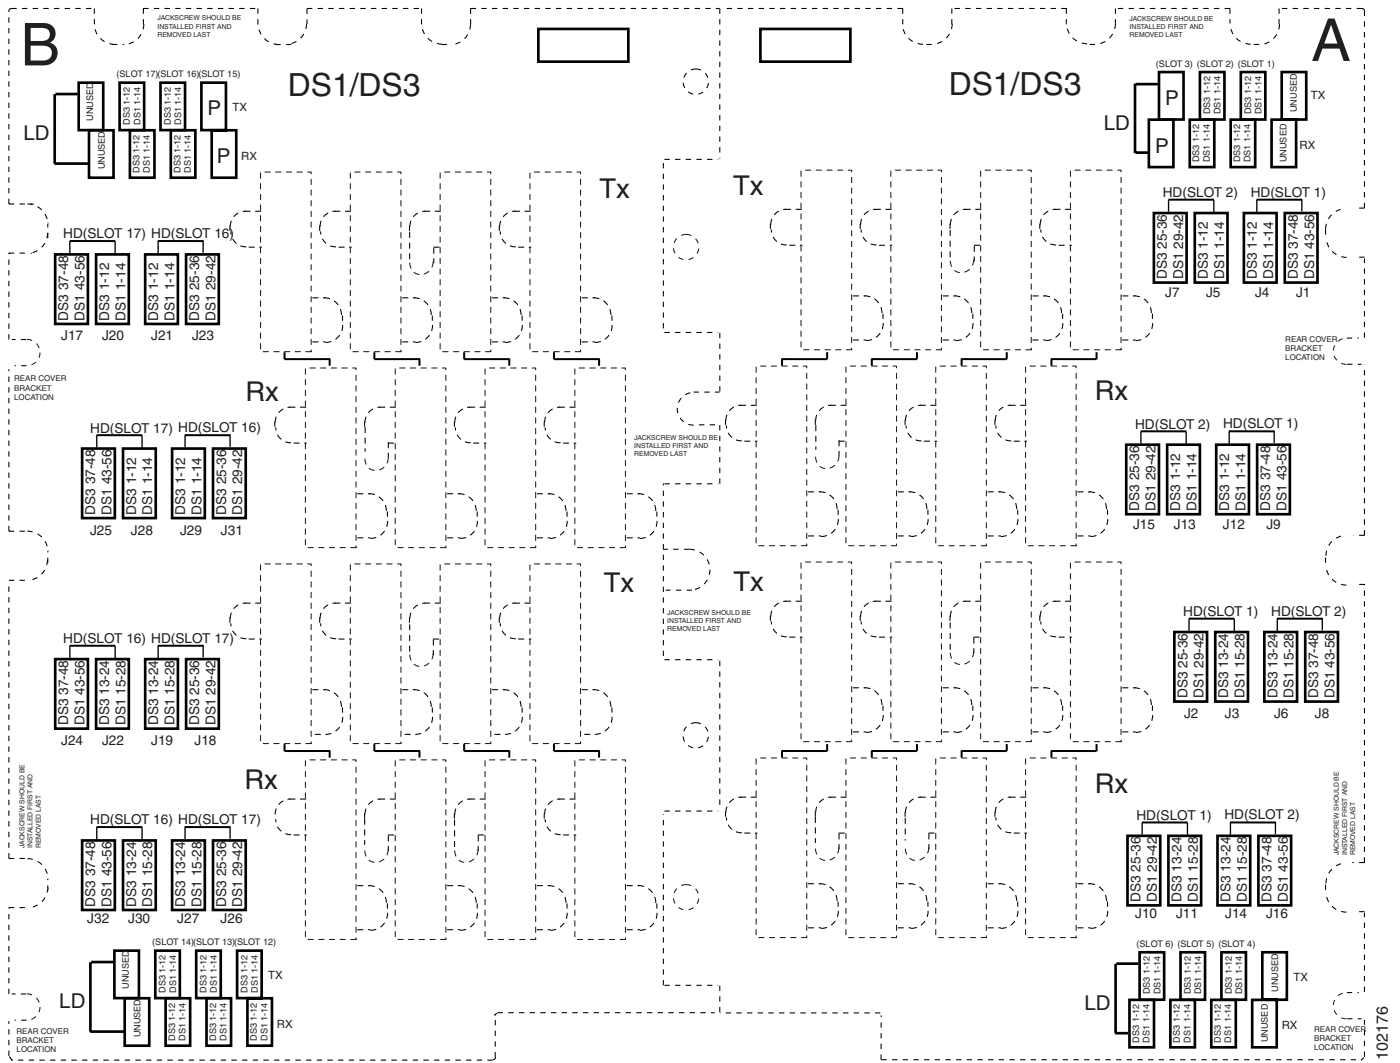 B
JACKSCREW SHOULD BE
INSTALLED FIRST AND
REMOVED LAST
DS1/DS3
(SLOT 17)(SLOT 16)(SLOT 15)
LD
UNUSED
DS3 1-12
DS1 1-14
DS3 1-12
DS1 1-14
P
TX
UNUSED
DS3 1-12
DS1 1-14
DS3 1-12
DS1 1-14
P
RX
Tx
HD(SLOT 17)
HD(SLOT 16)
DS3 37-48
DS1 43-56
DS3 1-12
DS1 1-14
DS3 1-12
DS1 1-14
DS3 25-36
DS1 29-42
J17
J20
J21
J23
REAR COVER
BRACKET
LOCATION
Rx
HD(SLOT 17)
HD(SLOT 16)
DS3 37-48
DS1 43-56
DS3 1-12
DS1 1-14
DS3 1-12
DS1 1-14
DS3 25-36
DS1 29-42
J25
J28
J29
J31
JACKSCREW SHOULD BE
INSTALLED FIRST AND
REMOVED LAST
Tx
HD(SLOT 16)
HD(SLOT 17)
DS3 37-48
DS1 43-56
DS3 13-24
DS1 15-28
DS3 13-24
DS1 15-28
DS3 25-36
DS1 29-42
J24
J22
J19
J18
JACKSCREW SHOULD BE
INSTALLED FIRST AND
REMOVED LAST
Rx
HD(SLOT 16)
HD(SLOT 17)
DS3 37-48
DS1 43-56
DS3 13-24
DS1 15-28
DS3 13-24
DS1 15-28
DS3 25-36
DS1 29-42
J32
J30
J27
J26
(SLOT 14)(SLOT 13)(SLOT 12)
LD
UNUSED
DS3 1-12
DS1 1-14
DS3 1-12
DS1 1-14
DS3 1-12
DS1 1-14
TX
UNUSED
DS3 1-12
DS1 1-14
DS3 1-12
DS1 1-14
DS3 1-12
DS1 1-14
RX
REAR COVER
BRACKET
LOCATION
A
JACKSCREW SHOULD BE
INSTALLED FIRST AND
REMOVED LAST
DS1/DS3
(SLOT 3) (SLOT 2) (SLOT 1)
LD
P
DS3 1-12
DS1 1-14
DS3 1-12
DS1 1-14
UNUSED
TX
P
DS3 1-12
DS1 1-14
DS3 1-12
DS1 1-14
UNUSED
RX
Tx
HD(SLOT 2)
HD(SLOT 1)
DS3 25-36
DS1 29-42
DS3 1-12
DS1 1-14
DS3 1-12
DS1 1-14
DS3 37-48
DS1 43-56
J7
J5
J4
J1
REAR COVER
BRACKET
LOCATION
Rx
HD(SLOT 2)
HD(SLOT 1)
DS3 25-36
DS1 29-42
DS3 1-12
DS1 1-14
DS3 1-12
DS1 1-14
DS3 37-48
DS1 43-56
J15
J13
J12
J9
Tx
JACKSCREW SHOULD BE
INSTALLED FIRST AND
REMOVED LAST
HD(SLOT 1)
HD(SLOT 2)
DS3 25-36
DS1 29-42
DS3 13-24
DS1 15-28
DS3 13-24
DS1 15-28
DS3 37-48
DS1 43-56
J2
J3
J6
J8
Rx
JACKSCREW SHOULD BE
INSTALLED FIRST AND
REMOVED LAST
HD(SLOT 1)
HD(SLOT 2)
DS3 25-36
DS1 29-42
DS3 13-24
DS1 15-28
DS3 13-24
DS1 15-28
DS3 37-48
DS1 43-56
J10
J11
J14
J16
(SLOT 6) (SLOT 5) (SLOT 4)
LD
DS3 1-12
DS1 1-14
DS3 1-12
DS1 1-14
DS3 1-12
DS1 1-14
UNUSED
TX
DS3 1-12
DS1 1-14
DS3 1-12
DS1 1-14
DS3 1-12
DS1 1-14
UNUSED
RX
REAR COVER
BRACKET
LOCATION
102176